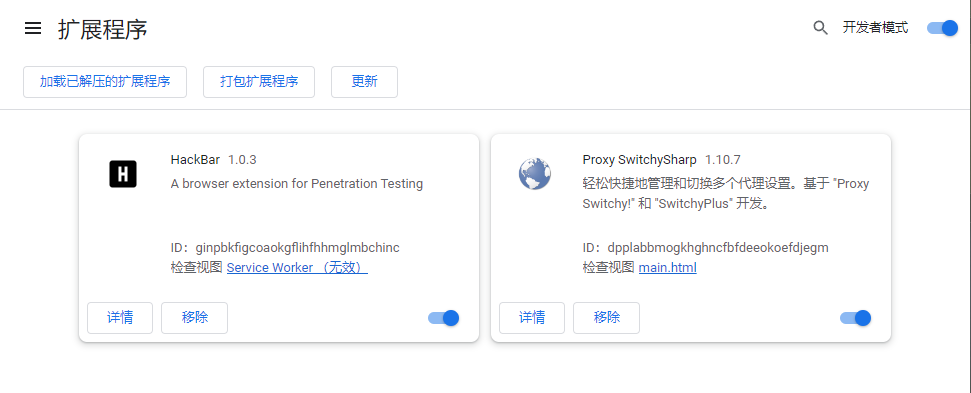 扩展程序
开发者模式
加载已解压的扩展程序
打包扩展程序
更新
H
HackBar 1.0.3
A browser extension for Penetration Testing
ID：ginpbkfigcoaokgflihfhhmglmbchinc
检查视图 Service Worker （无效）
详情
移除
Proxy SwitchySharp 1.10.7
轻松快捷地管理和切换多个代理设置。基于 "Proxy
Switchy!" 和 "SwitchyPlus" 开发。
ID：dpplabbmogkhghncfbfdeeokoefdjegm
检查视图 main.html
详情
移除